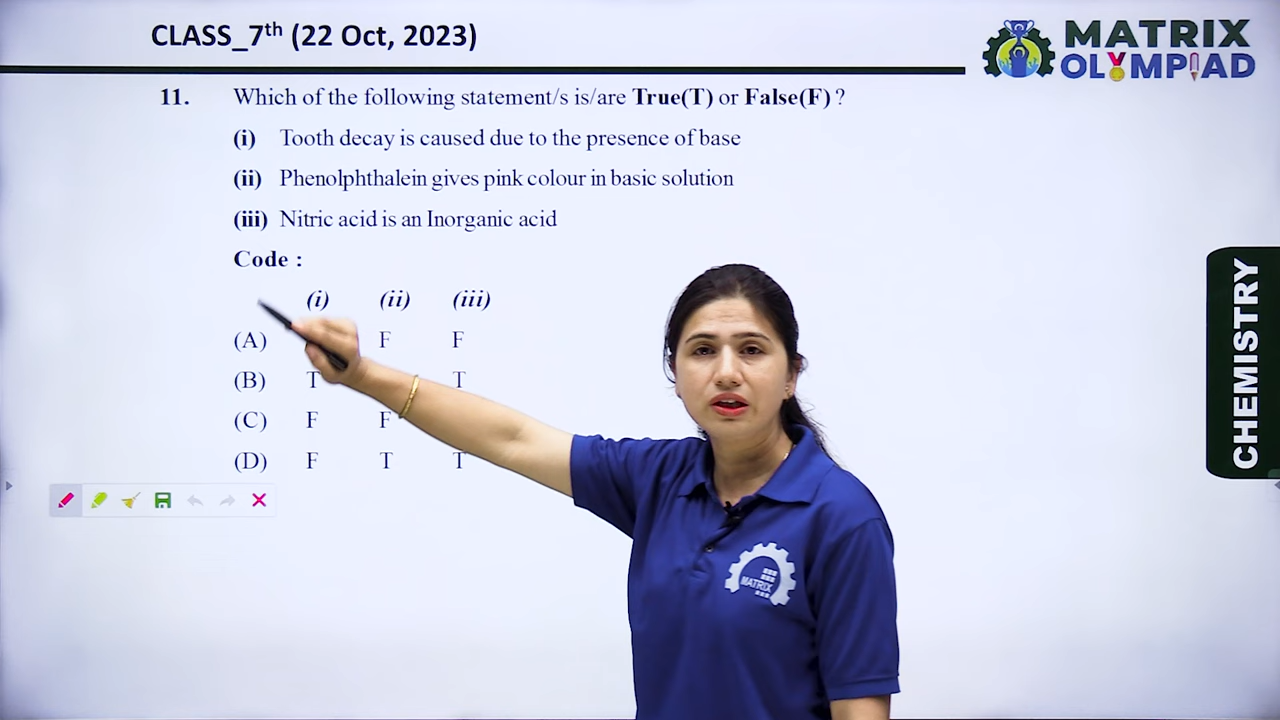 CLASS_7th (22 Oct, 2023)
MATRIX
OLYMPIAD
11. Which of the following statement/s is/are True(T) or False(F) ?
(i) Tooth decay is caused due to the presence of base
(ii) Phenolphthalein gives pink colour in basic solution
(iii) Nitric acid is an Inorganic acid
Code :
(i) (ii) (iii)
(A) F F
(B) T T
(C) F F
(D) F T T
CHEMISTRY
MATRIX